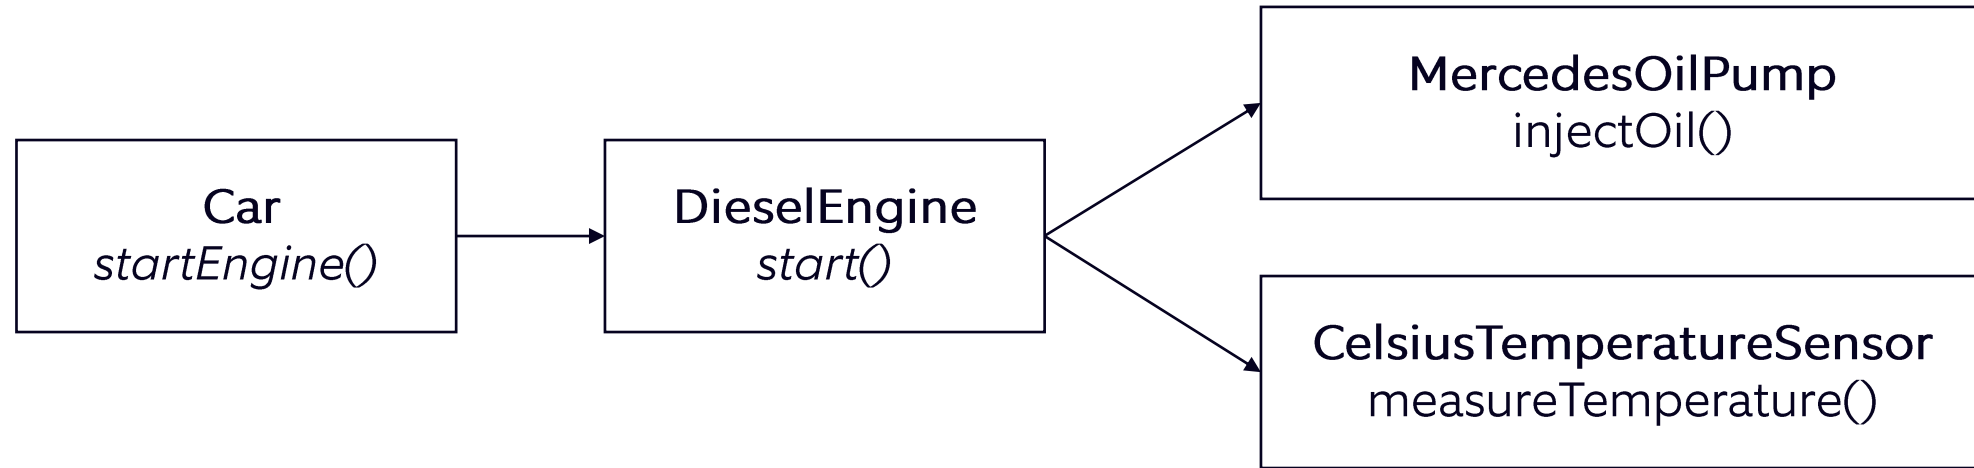 Car
startEngine()
DieselEngine
start()
MercedesOilPump
injectOil()
CelsiusTemperatureSensor
measureTemperature()